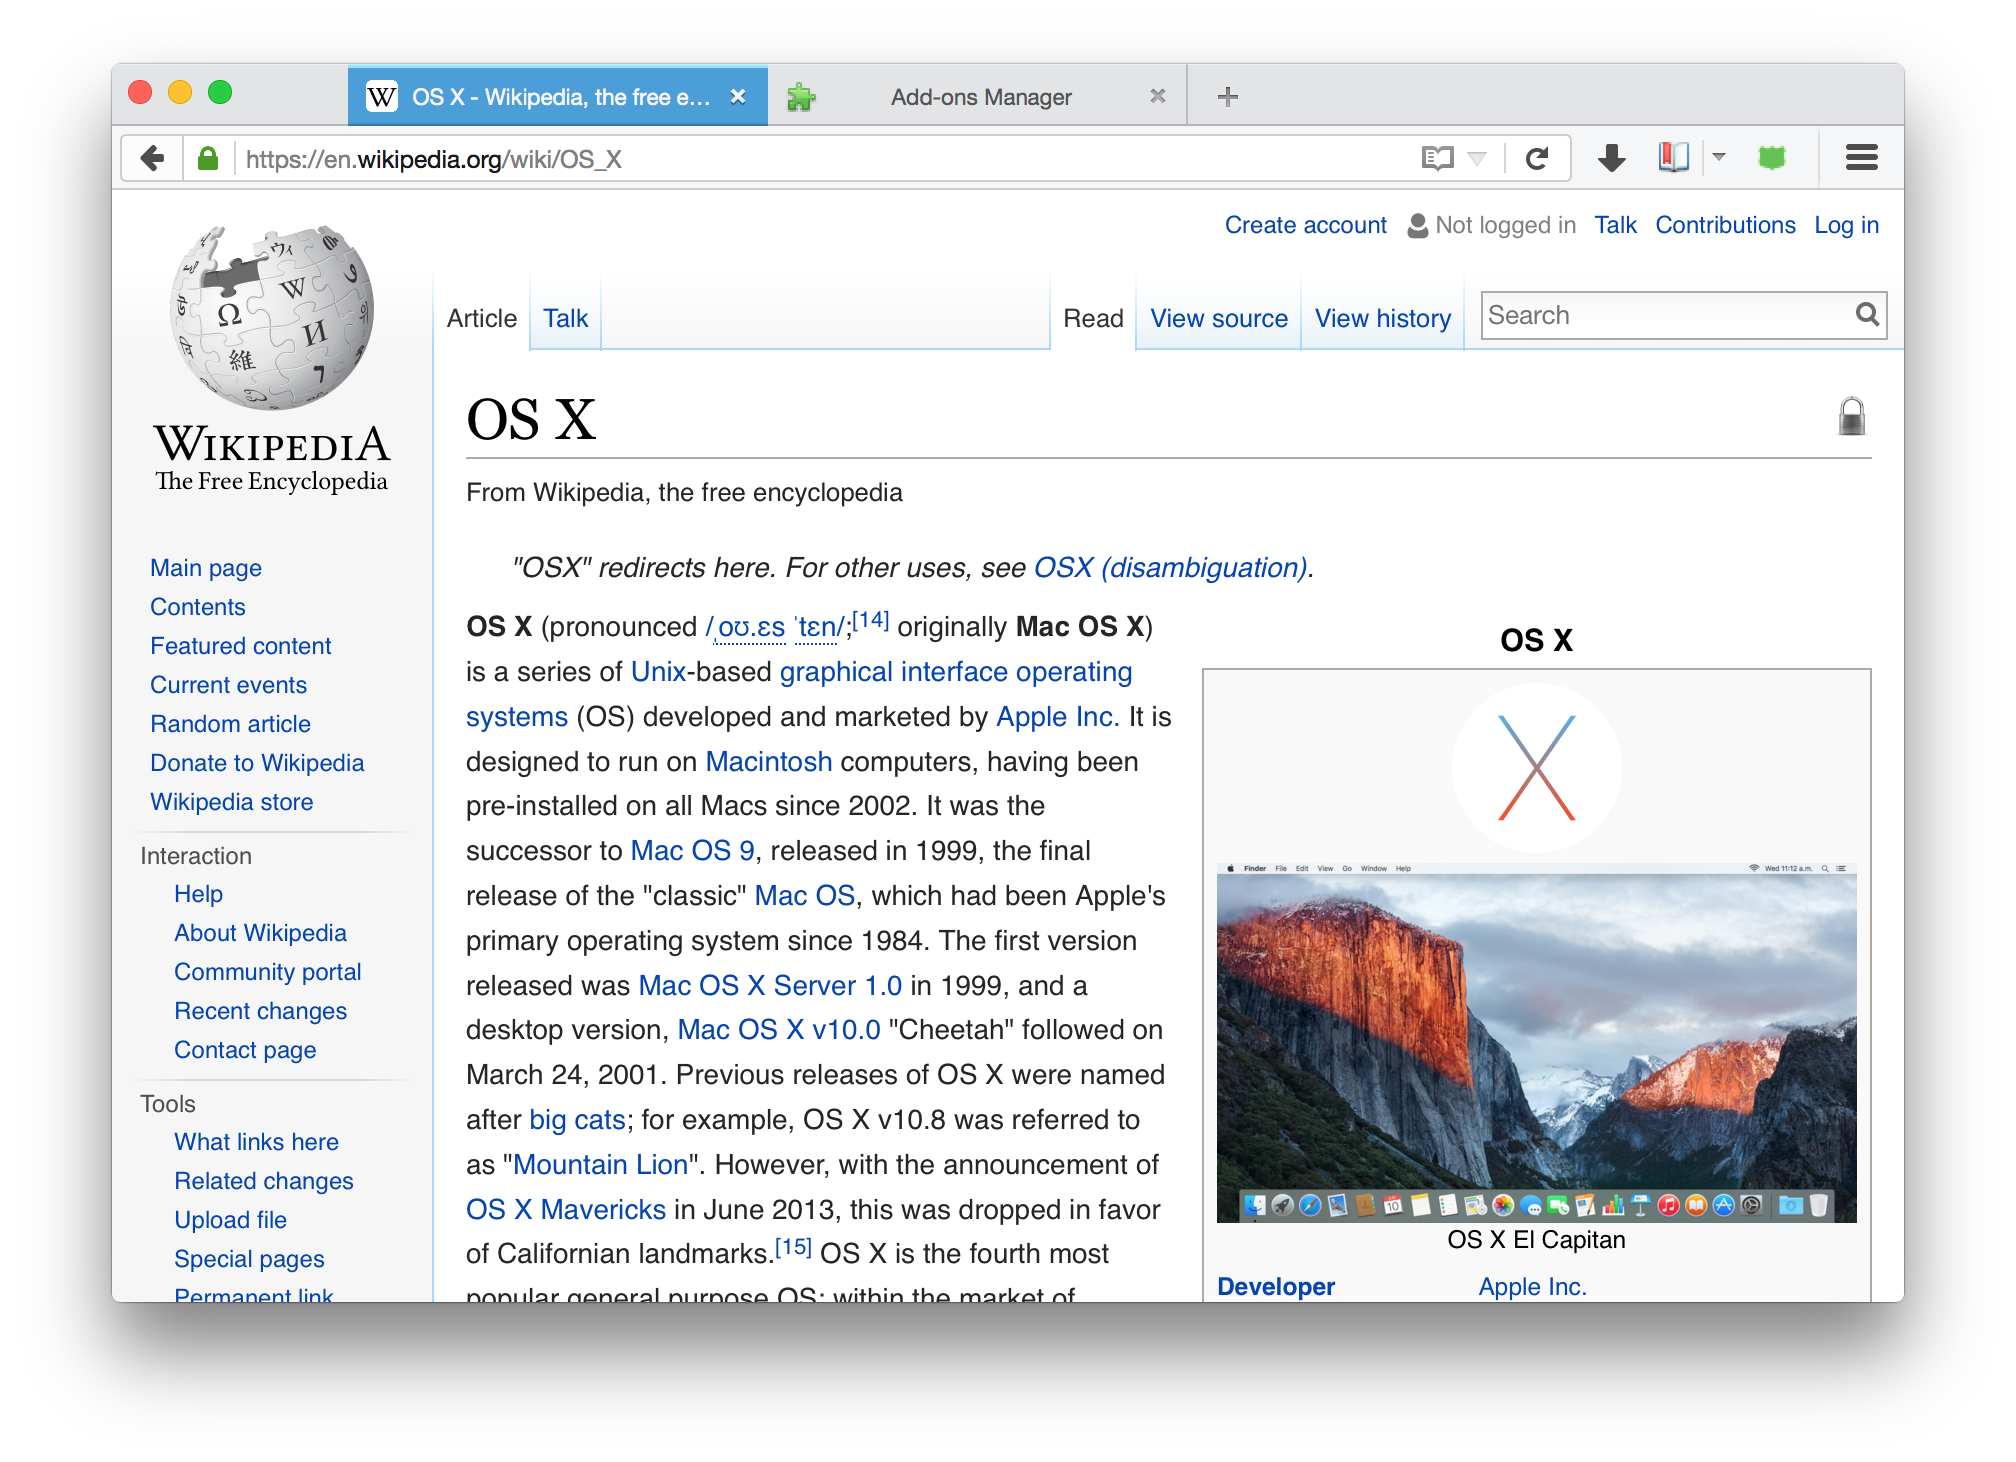 OS X - Wikipedia, the free e...
Add-ons Manager
https://en.wikipedia.org/wiki/OS_X
Create account Not logged in Talk Contributions Log in
Article Talk Read View source View history Search
WIKIPEDIA
The Free Encyclopedia
Main page
Contents
Featured content
Current events
Random article
Donate to Wikipedia
Wikipedia store
Interaction
Help
About Wikipedia
Community portal
Recent changes
Contact page
Tools
What links here
Related changes
Upload file
Special pages
Permanent link
OS X
From Wikipedia, the free encyclopedia
"OSX" redirects here. For other uses, see OSX (disambiguation).
OS X (pronounced /ˌoʊ.ɛs ˈtɛn/;[14] originally Mac OS X)
is a series of Unix-based graphical interface operating
systems (OS) developed and marketed by Apple Inc. It is
designed to run on Macintosh computers, having been
pre-installed on all Macs since 2002. It was the
successor to Mac OS 9, released in 1999, the final
release of the "classic" Mac OS, which had been Apple's
primary operating system since 1984. The first version
released was Mac OS X Server 1.0 in 1999, and a
desktop version, Mac OS X v10.0 "Cheetah" followed on
March 24, 2001. Previous releases of OS X were named
after big cats; for example, OS X v10.8 was referred to
as "Mountain Lion". However, with the announcement of
OS X Mavericks in June 2013, this was dropped in favor
of Californian landmarks.[15] OS X is the fourth most
popular general purpose OS; within the market of
OS X
Finder File Edit View Go Window Help Wed 11:12 a.m.
10
OS X El Capitan
Developer Apple Inc.